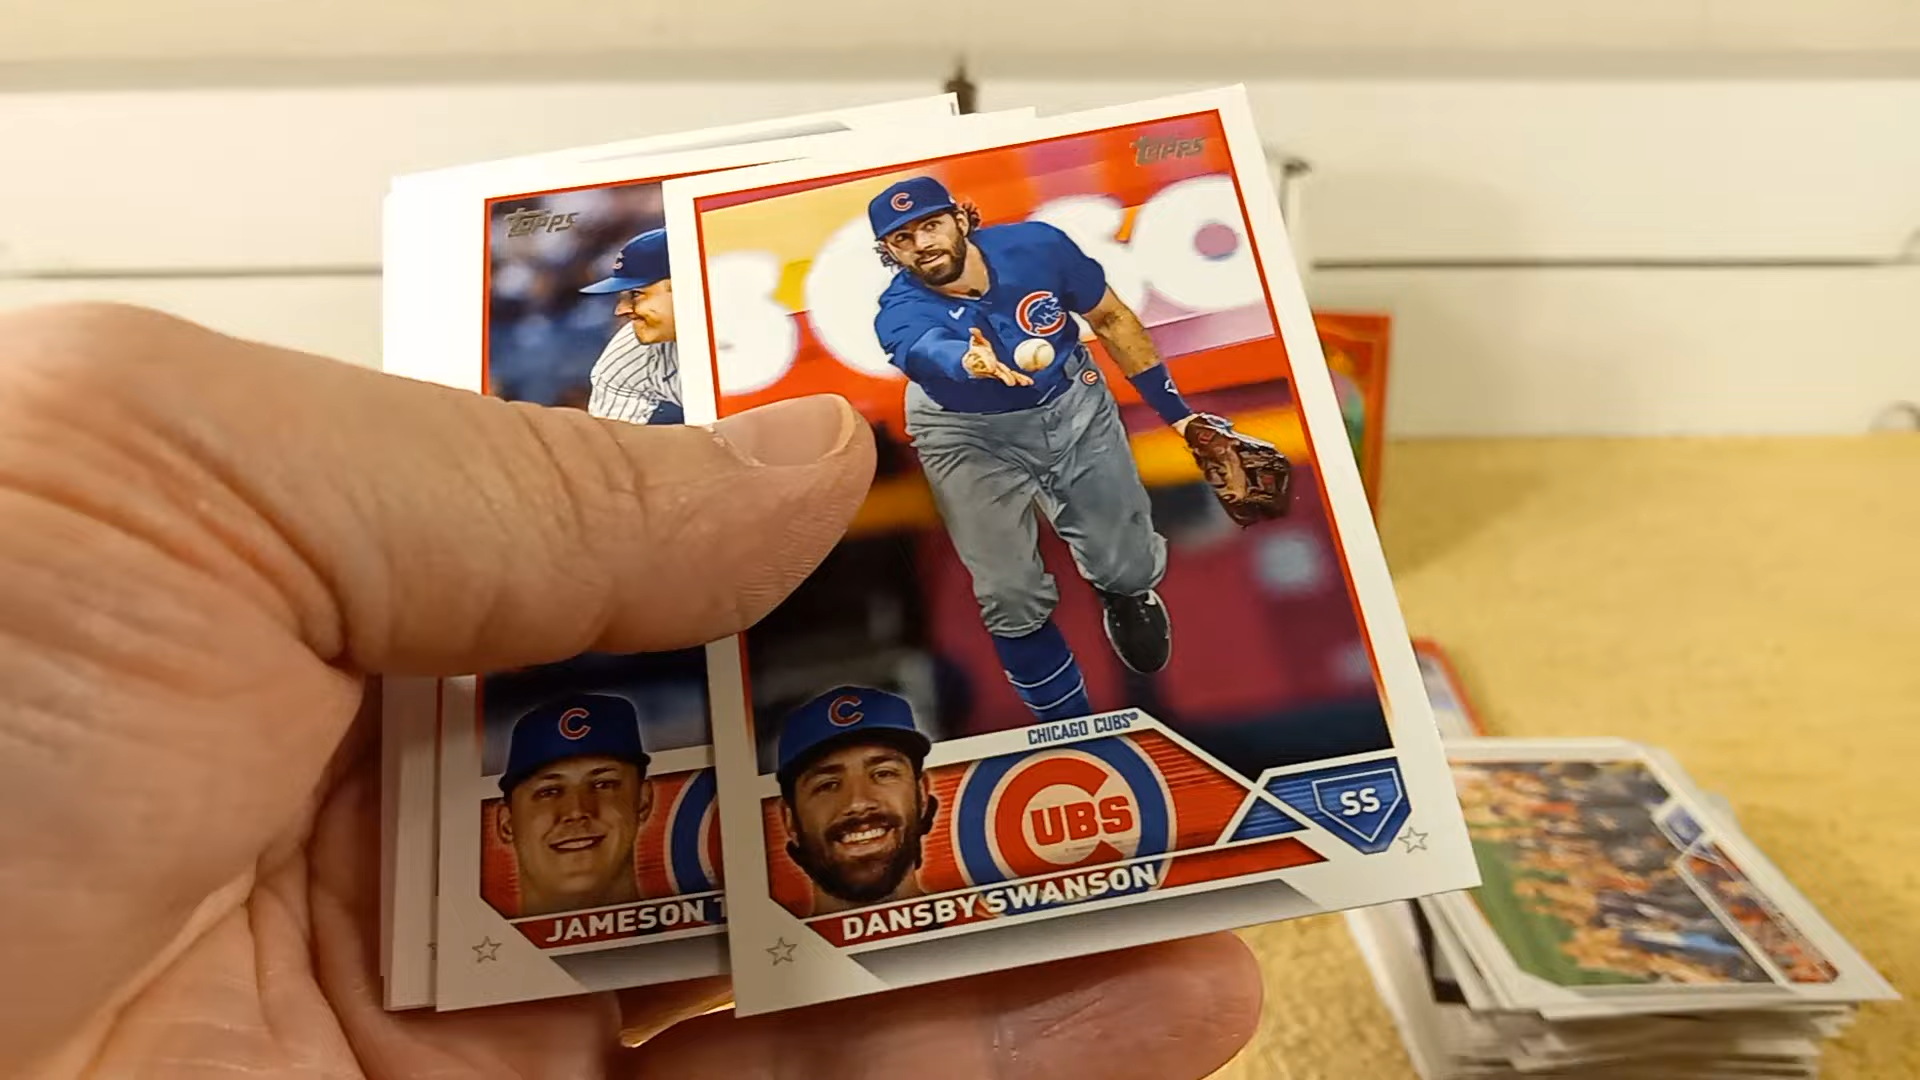 TOPPS
TOPPS
C
C
CHICAGO CUBS®
C
C
CUBS
SS
JAMESON T
DANSBY SWANSON